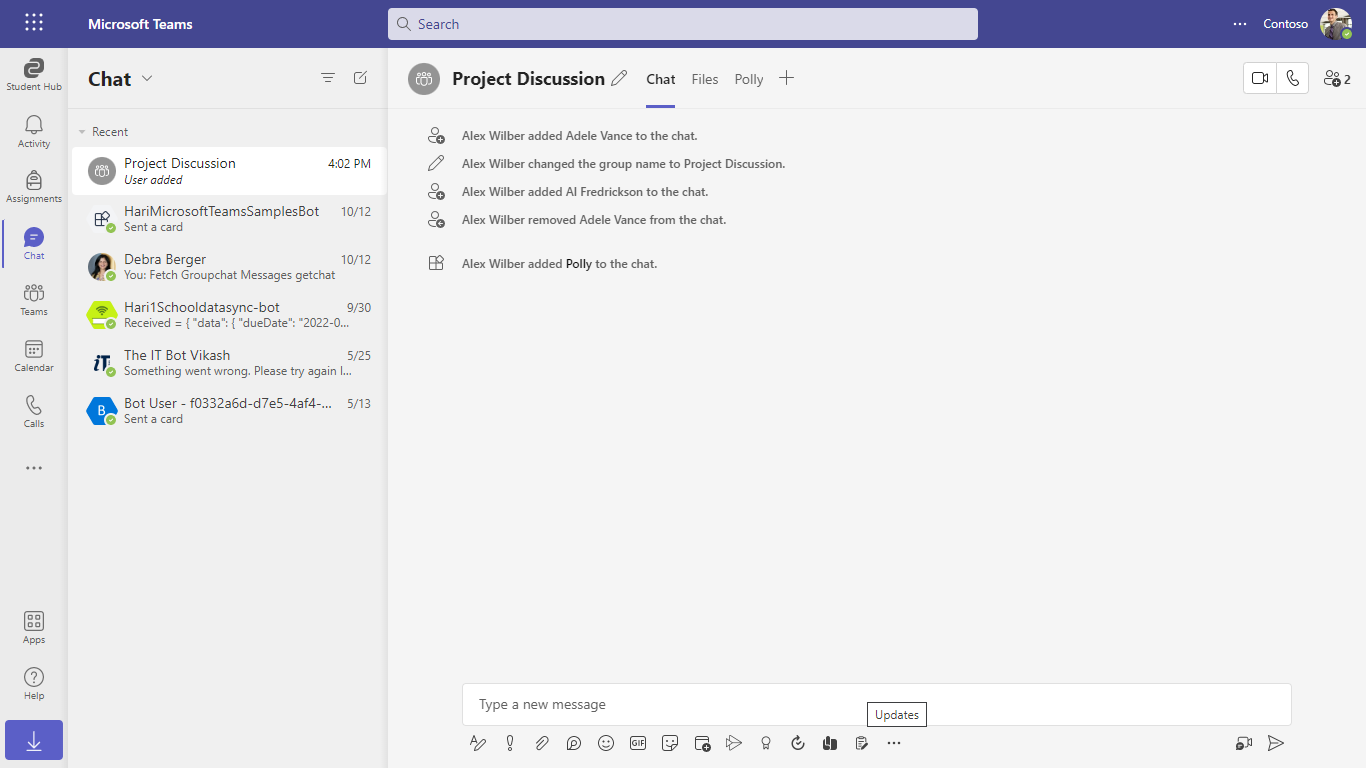 Microsoft Teams
Search
Contoso
Student Hub
Activity
Assignments
Chat
Teams
Calendar
Calls
Apps
Help
Chat
Recent
Project Discussion 4:02 PM
User added
HariMicrosoftTeamsSamplesBot 10/12
Sent a card
Debra Berger 10/12
You: Fetch Groupchat Messages getchat
Hari1Schooldatasync-bot 9/30
Received = { "data": { "dueDate": "2022-0...
iT
The IT Bot Vikash 5/25
Something went wrong. Please try again l...
B
Bot User - f0332a6d-d7e5-4af4-... 5/13
Sent a card
Project Discussion Chat Files Polly 2
Alex Wilber added Adele Vance to the chat.
Alex Wilber changed the group name to Project Discussion.
Alex Wilber added Al Fredrickson to the chat.
Alex Wilber removed Adele Vance from the chat.
Alex Wilber added Polly to the chat.
Type a new message
Updates
GIF